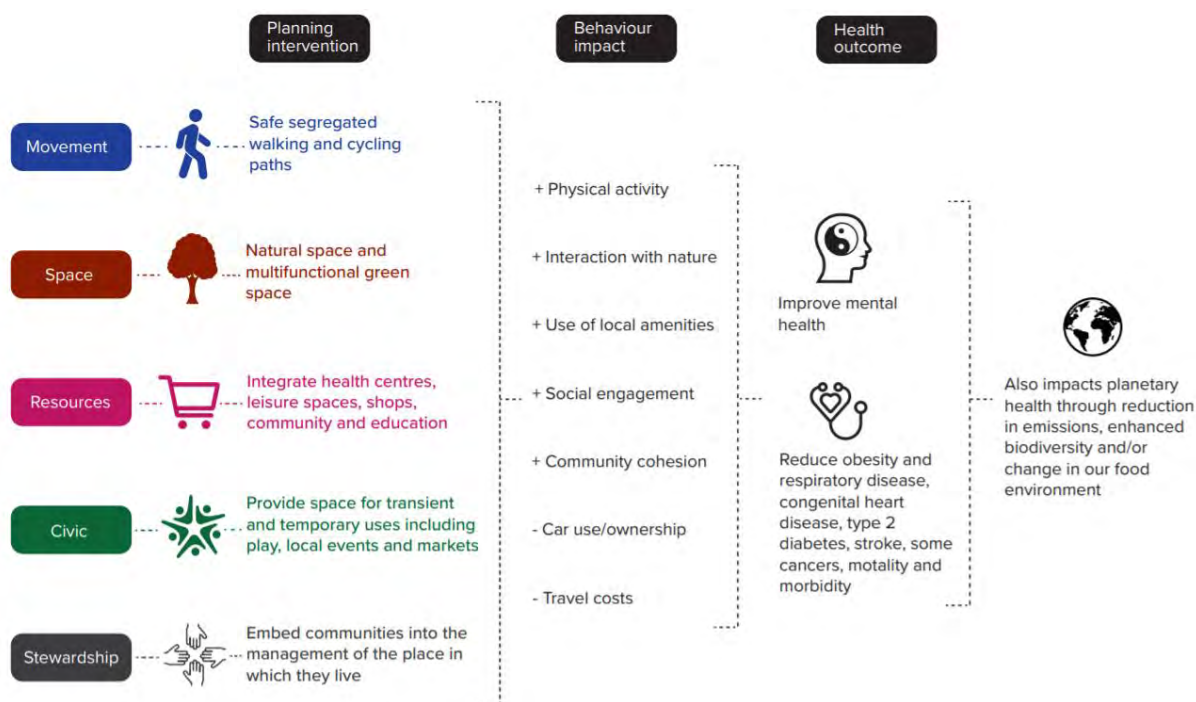 Planning
intervention
Behaviour
impact
Health
outcome
Movement
Safe segregated
walking and cycling
paths
Space
Natural space and
multifunctional green
space
Resources
Integrate health centres,
leisure spaces, shops,
community and education
Civic
Provide space for transient
and temporary uses including
play, local events and markets
Stewardship
Embed communities into the
management of the place in
which they live
+ Physical activity
+ Interaction with nature
+ Use of local amenities
+ Social engagement
+ Community cohesion
- Car use/ownership
- Travel costs
Improve mental
health
Reduce obesity and
respiratory disease,
congenital heart
disease, type 2
diabetes, stroke, some
cancers, motality and
morbidity
Also impacts planetary
health through reduction
in emissions, enhanced
biodiversity and/or
change in our food
environment